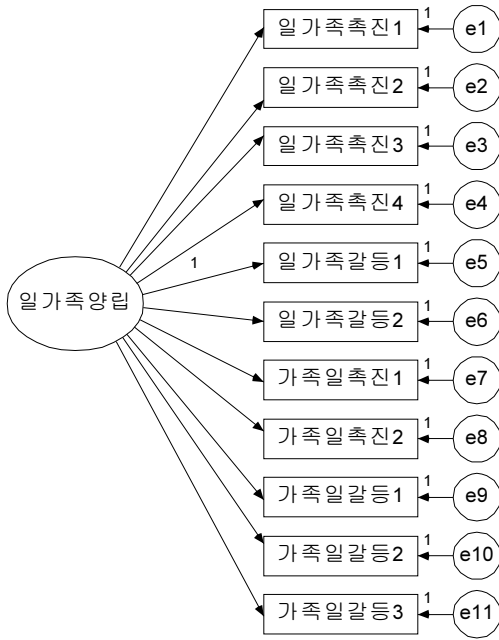 일가족촉진1 1 e1
일가족촉진2 1 e2
일가족촉진3 1 e3
일가족촉진4 1 e4
1
일가족갈등1 1 e5
일가족양립
일가족갈등2 1 e6
가족일촉진1 1 e7
가족일촉진2 1 e8
가족일갈등1 1 e9
가족일갈등2 1 e10
가족일갈등3 1 e11